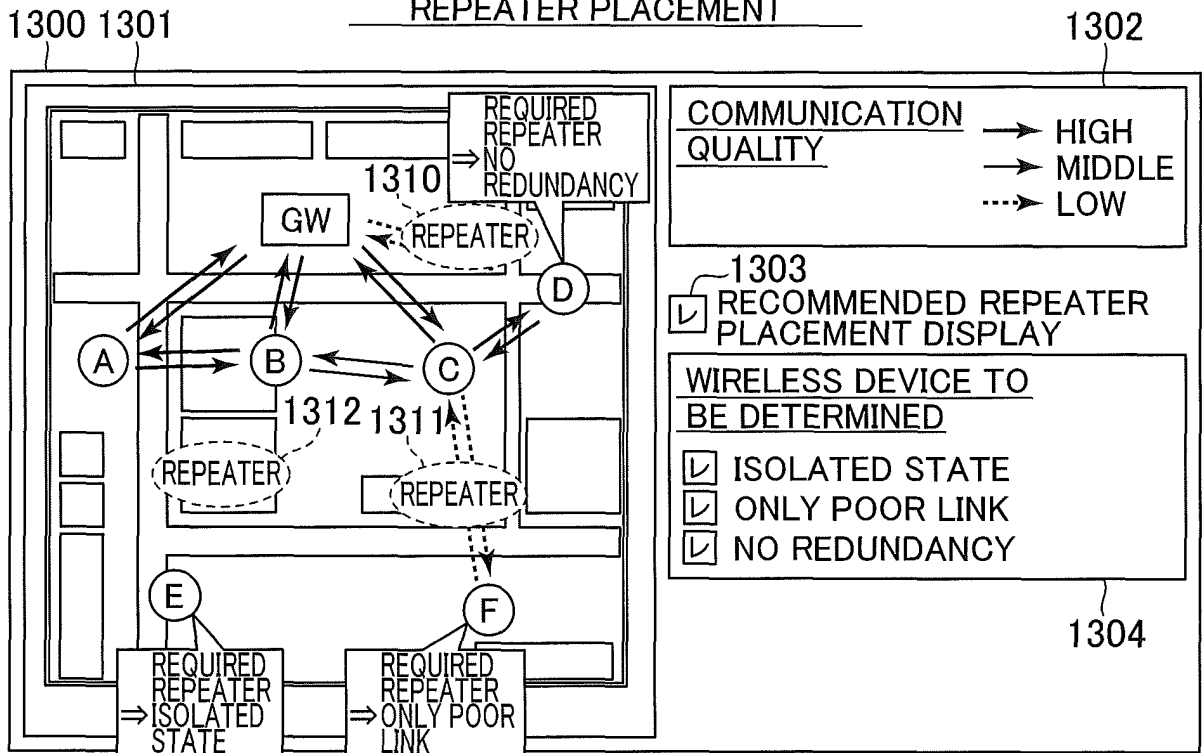 REPEATER PLACEMENT
1300 1301
1302
REQUIRED
REPEATER
⇒ NO
REDUNDANCY
1310
GW
REPEATER
D
A
B
C
1312
1311
REPEATER
REPEATER
E
F
REQUIRED
REPEATER
⇒ ISOLATED
STATE
REQUIRED
REPEATER
⇒ ONLY POOR
LINK
COMMUNICATION
QUALITY
HIGH
MIDDLE
LOW
1303
RECOMMENDED REPEATER
PLACEMENT DISPLAY
WIRELESS DEVICE TO
BE DETERMINED
ISOLATED STATE
ONLY POOR LINK
NO REDUNDANCY
1304